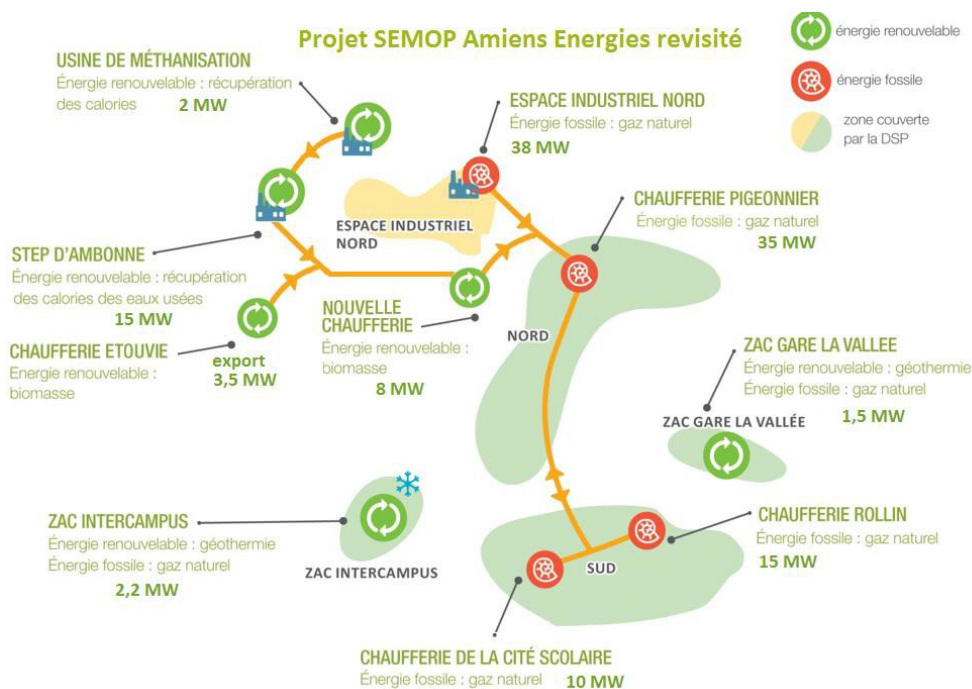 Projet SEMOP Amiens Energies revisité
énergie renouvelable
énergie fossile
zone couverte
par la DSP
USINE DE MÉTHANISATION
Énergie renouvelable : récupération
des calories 2 MW
ESPACE INDUSTRIEL NORD
Énergie fossile : gaz naturel
38 MW
CHAUFFERIE PIGEONNIER
Énergie fossile : gaz naturel
35 MW
ESPACE INDUSTRIEL
NORD
STEP D'AMBONNE
Énergie renouvelable : récupération
des calories des eaux usées
15 MW
CHAUFFERIE ETOUVIE
Energie renouvelable :
biomasse
export
3,5 MW
NOUVELLE
CHAUFFERIE
Énergie renouvelable :
biomasse
8 MW
NORD
ZAC GARE LA VALLEE
Énergie renouvelable : géothermie
Énergie fossile : gaz naturel
1,5 MW
ZAC GARE LA VALLÉE
ZAC INTERCAMPUS
Énergie renouvelable : géothermie
Énergie fossile : gaz naturel
2,2 MW
ZAC INTERCAMPUS
CHAUFFERIE ROLLIN
Énergie fossile : gaz naturel
15 MW
SUD
CHAUFFERIE DE LA CITÉ SCOLAIRE
Énergie fossile : gaz naturel 10 MW